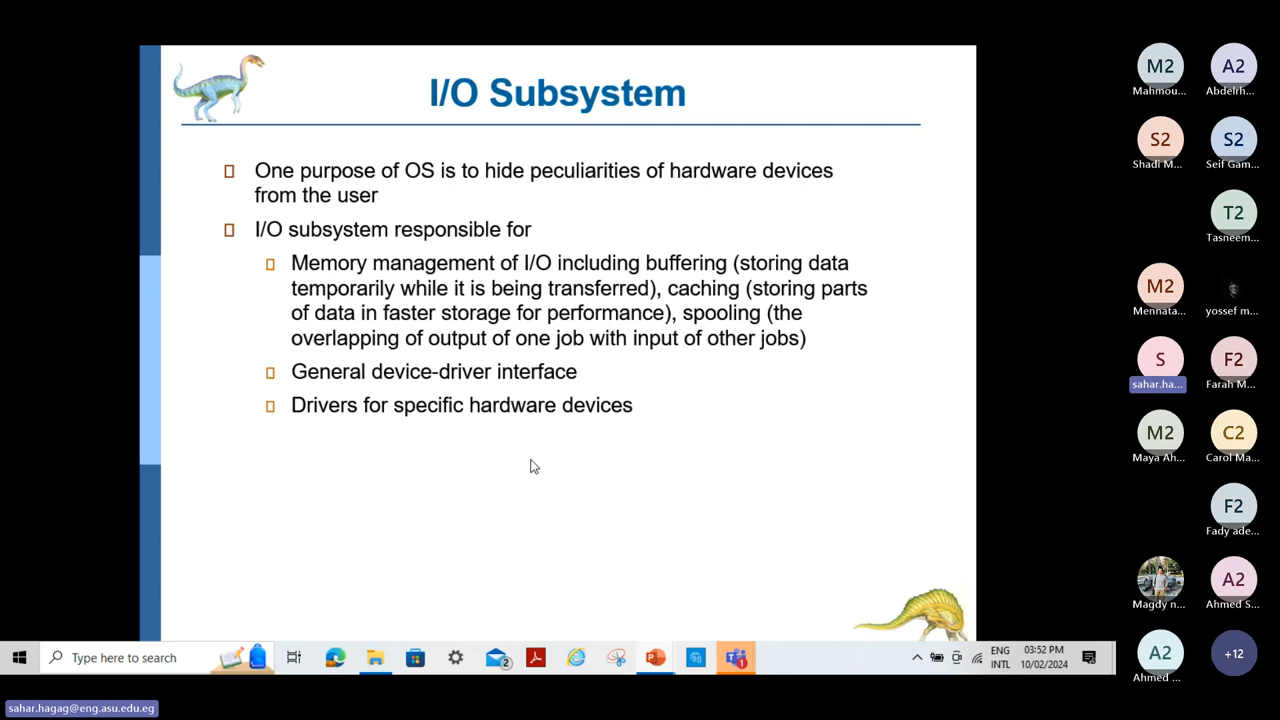 I/O Subsystem
One purpose of OS is to hide peculiarities of hardware devices
from the user
I/O subsystem responsible for
Memory management of I/O including buffering (storing data
temporarily while it is being transferred), caching (storing parts
of data in faster storage for performance), spooling (the
overlapping of output of one job with input of other jobs)
General device-driver interface
Drivers for specific hardware devices
M2
Mahmou...
A2
Abdelrh...
S2
Shadi M...
S2
Seif Gam...
T2
Tasneem...
M2
Mennata...
yossef m...
S
sahar.ha...
F2
Farah M...
M2
Maya Ah...
C2
Carol Ma...
F2
Fady ade...
Magdy n...
A2
Ahmed S...
A2
Ahmed ...
+12
Type here to search
2
1
ENG
INTL
03:52 PM
10/02/2024
sahar.hagag@eng.asu.edu.eg